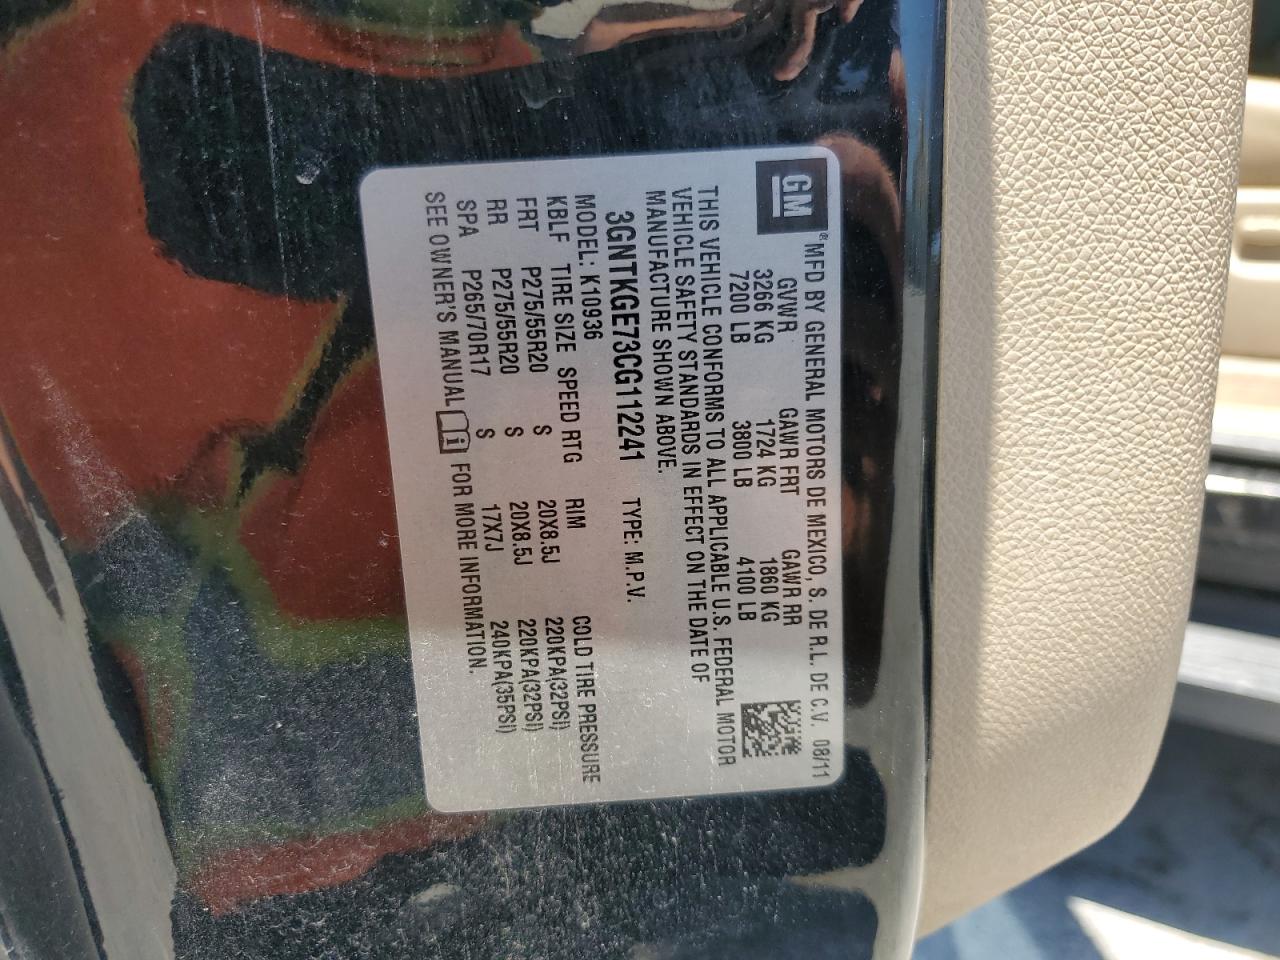 GM ® MFD BY GENERAL MOTORS DE MEXICO, S. DE R.L. DE C.V. 08/11
GVWR GAWR FRT GAWR RR
3266 KG 1724 KG 1860 KG
7200 LB 3800 LB 4100 LB
THIS VEHICLE CONFORMS TO ALL APPLICABLE U.S. FEDERAL MOTOR
VEHICLE SAFETY STANDARDS IN EFFECT ON THE DATE OF
MANUFACTURE SHOWN ABOVE.
3GNTKGE73CG112241 TYPE: M.P.V.
MODEL: K10936
KBLF TIRE SIZE SPEED RTG RIM COLD TIRE PRESSURE
FRT P275/55R20 S 20X8.5J 220KPA(32PSI)
RR P275/55R20 S 20X8.5J 220KPA(32PSI)
SPA P265/70R17 S 17X7J 240KPA(35PSI)
SEE OWNER'S MANUAL FOR MORE INFORMATION.